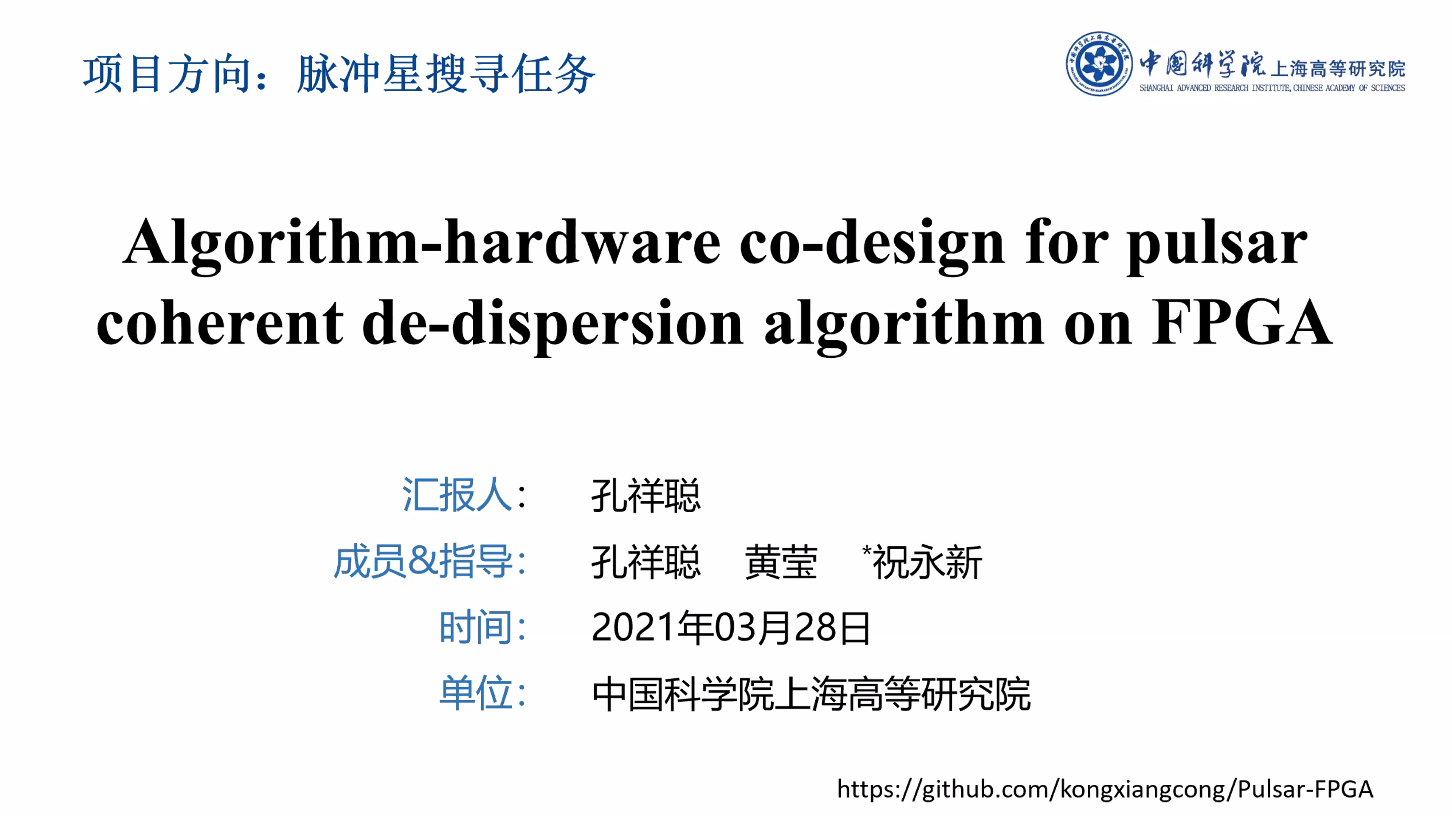 项目方向：脉冲星搜寻任务
中国科学院上海高等研究院
SHANGHAI ADVANCED RESEARCH INSTITUTE, CHINESE ACADEMY OF SCIENCES
Algorithm-hardware co-design for pulsar
coherent de-dispersion algorithm on FPGA
汇报人： 孔祥聪
成员&指导： 孔祥聪 黄莹 *祝永新
时间： 2021年03月28日
单位： 中国科学院上海高等研究院
https://github.com/kongxiangcong/Pulsar-FPGA